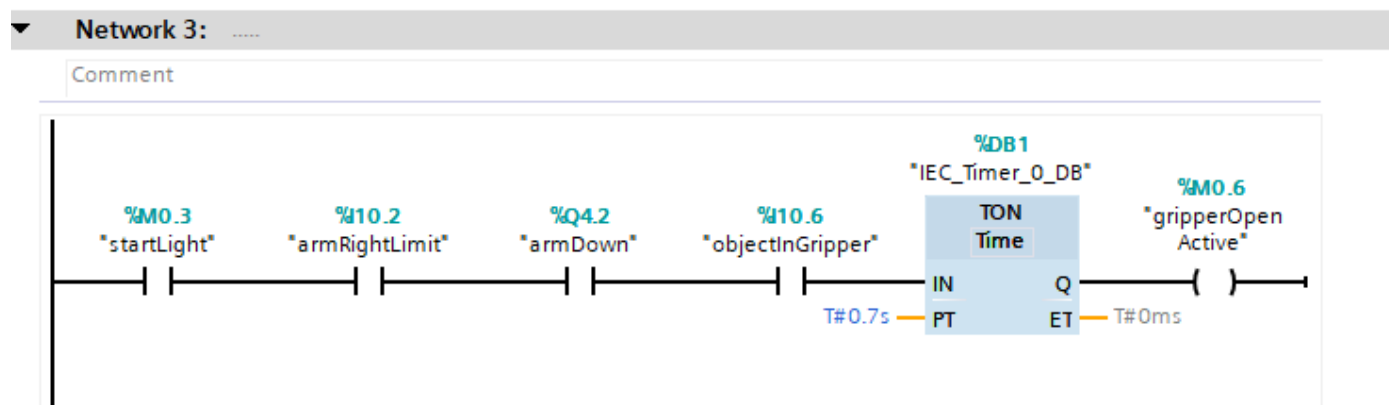 Network 3: .....
Comment
%DB1
"IEC_Timer_0_DB"
%M0.3 %I10.2 %Q4.2 %I10.6 TON %M0.6
"startLight" "armRightLimit" "armDown" "objectInGripper" Time "gripperOpen
Active"
IN Q
T#0.7s PT ET T#0ms